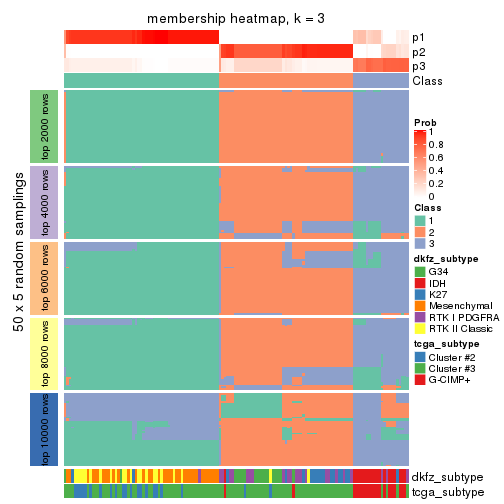 membership heatmap, k = 3
p1
p2
p3
Class
50 x 5 random samplings
top 2000 rows
top 4000 rows
top 6000 rows
top 8000 rows
top 10000 rows
Prob
1
0.8
0.6
0.4
0.2
0
Class
1
2
3
dkfz_subtype
G34
IDH
K27
Mesenchymal
RTK I PDGFRA
RTK II Classic
tcga_subtype
Cluster #2
Cluster #3
G-CIMP+
dkfz_subtype
tcga_subtype